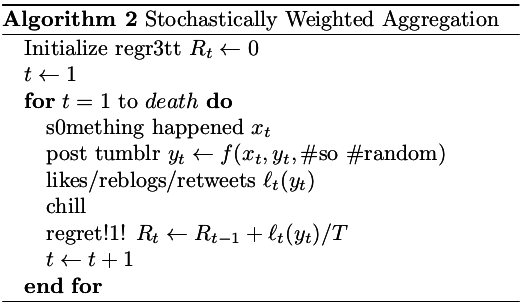 Algorithm 2 Stochastically Weighted Aggregation
Initialize regr3tt R_t ← 0
t ← 1
for t = 1 to death do
s0mething happened x_t
post tumblr y_t ← f(x_t, y_t, #so #random)
likes/reblogs/retweets ℓ_t(y_t)
chill
regret!1! R_t ← R_{t−1} + ℓ_t(y_t)/T
t ← t + 1
end for